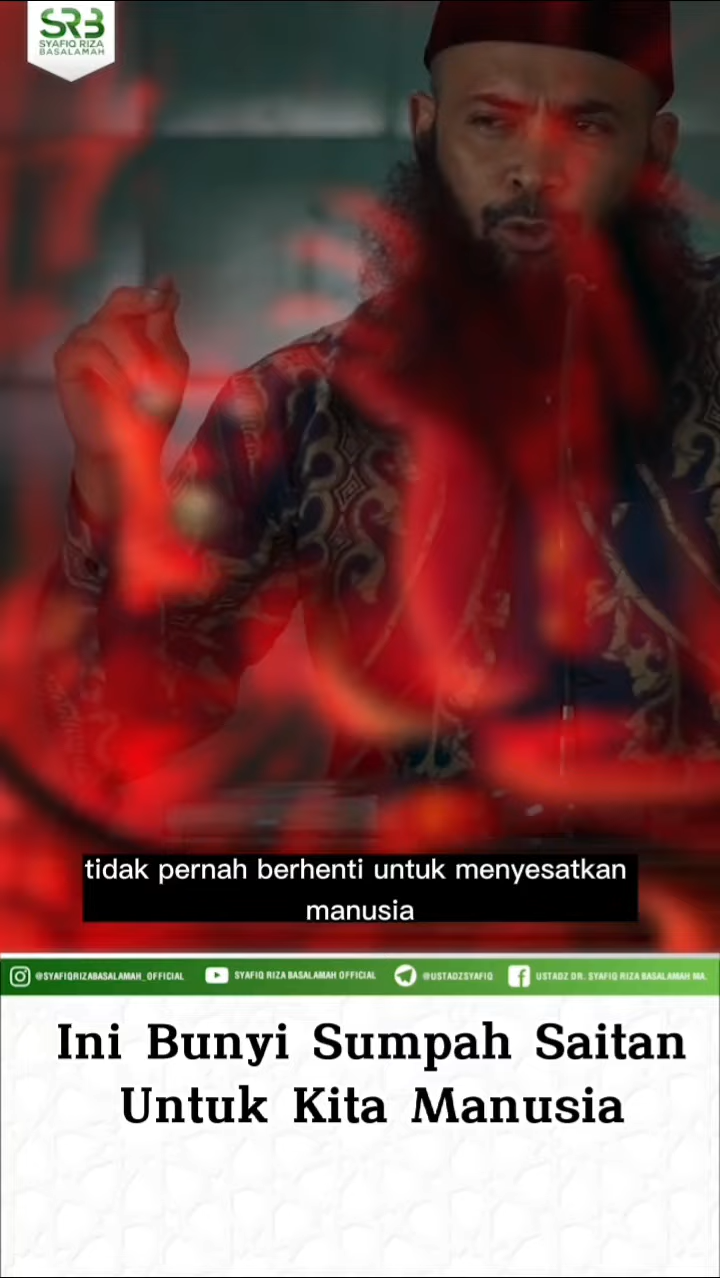 SRB
SYAFIQ RIZA
BASALAMAH
tidak pernah berhenti untuk menyesatkan
manusia
@SYAFIQRIZABASALAMAH_OFFICIAL
SYAFIQ RIZA BASALAMAH OFFICIAL
@USTADZSYAFIQ
USTADZ DR. SYAFIQ RIZA BASALAMAH MA.
Ini Bunyi Sumpah Saitan
Untuk Kita Manusia